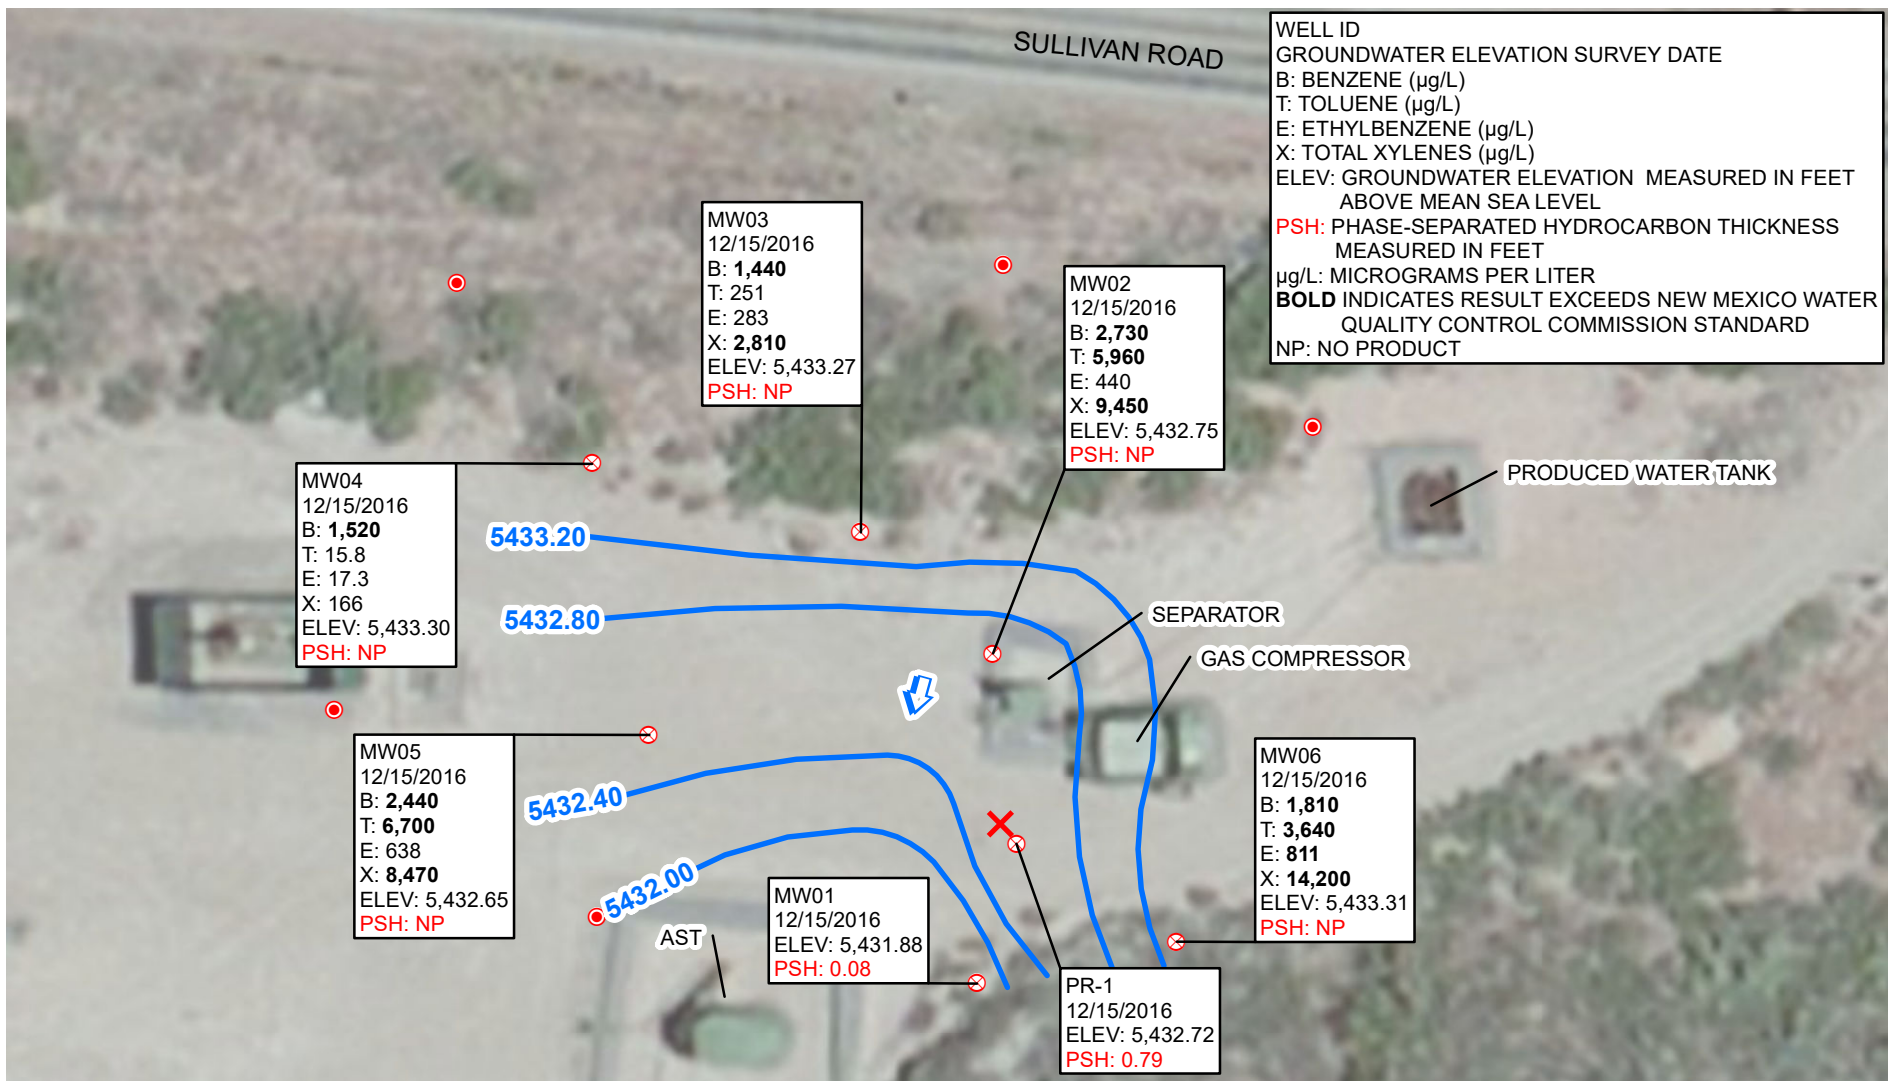 SULLIVAN ROAD
WELL ID
GROUNDWATER ELEVATION SURVEY DATE
B: BENZENE (µg/L)
T: TOLUENE (µg/L)
E: ETHYLBENZENE (µg/L)
X: TOTAL XYLENES (µg/L)
ELEV: GROUNDWATER ELEVATION MEASURED IN FEET
ABOVE MEAN SEA LEVEL
PSH: PHASE-SEPARATED HYDROCARBON THICKNESS
MEASURED IN FEET
µg/L: MICROGRAMS PER LITER
BOLD INDICATES RESULT EXCEEDS NEW MEXICO WATER
QUALITY CONTROL COMMISSION STANDARD
NP: NO PRODUCT
MW03
12/15/2016
B: 1,440
T: 251
E: 283
X: 2,810
ELEV: 5,433.27
PSH: NP
MW02
12/15/2016
B: 2,730
T: 5,960
E: 440
X: 9,450
ELEV: 5,432.75
PSH: NP
PRODUCED WATER TANK
MW04
12/15/2016
B: 1,520
T: 15.8
E: 17.3
X: 166
ELEV: 5,433.30
PSH: NP
5433.20
5432.80
SEPARATOR
GAS COMPRESSOR
MW05
12/15/2016
B: 2,440
T: 6,700
E: 638
X: 8,470
ELEV: 5,432.65
PSH: NP
5432.40
5432.00
MW06
12/15/2016
B: 1,810
T: 3,640
E: 811
X: 14,200
ELEV: 5,433.31
PSH: NP
AST
MW01
12/15/2016
ELEV: 5,431.88
PSH: 0.08
PR-1
12/15/2016
ELEV: 5,432.72
PSH: 0.79